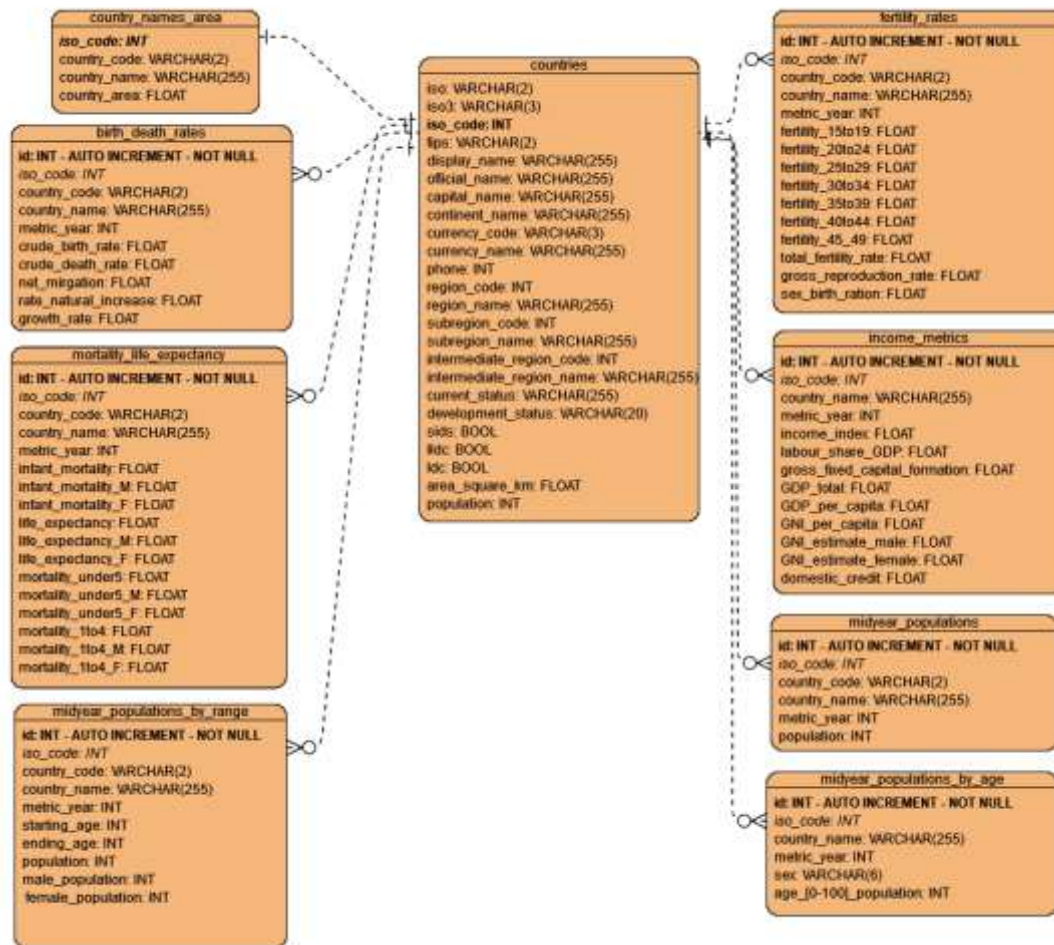 country_names_area
iso_code: INT
country_code: VARCHAR(2)
country_name: VARCHAR(255)
country_area: FLOAT
birth_death_rates
id: INT - AUTO INCREMENT - NOT NULL
iso_code: INT
country_code: VARCHAR(2)
country_name: VARCHAR(255)
metric_year: INT
crude_birth_rate: FLOAT
crude_death_rate: FLOAT
net_mirgation: FLOAT
rate_natural_increase: FLOAT
growth_rate: FLOAT
mortality_life_expectancy
id: INT - AUTO INCREMENT - NOT NULL
iso_code: INT
country_code: VARCHAR(2)
country_name: VARCHAR(255)
metric_year: INT
infant_mortality: FLOAT
infant_mortality_M: FLOAT
infant_mortality_F: FLOAT
life_expectancy: FLOAT
life_expectancy_M: FLOAT
life_expectancy_F: FLOAT
mortality_under5: FLOAT
mortality_under5_M: FLOAT
mortality_under5_F: FLOAT
mortality_1to4: FLOAT
mortality_1to4_M: FLOAT
mortality_1to4_F: FLOAT
midyear_populations_by_range
id: INT - AUTO INCREMENT - NOT NULL
iso_code: INT
country_code: VARCHAR(2)
country_name: VARCHAR(255)
metric_year: INT
starting_age: INT
ending_age: INT
population: INT
male_population: INT
female_population: INT
countries
iso: VARCHAR(2)
iso3: VARCHAR(3)
iso_code: INT
fips: VARCHAR(2)
display_name: VARCHAR(255)
official_name: VARCHAR(255)
capital_name: VARCHAR(255)
continent_name: VARCHAR(255)
currency_code: VARCHAR(3)
currency_name: VARCHAR(255)
phone: INT
region_code: INT
region_name: VARCHAR(255)
subregion_code: INT
subregion_name: VARCHAR(255)
intermediate_region_code: INT
intermediate_region_name: VARCHAR(255)
current_status: VARCHAR(255)
development_status: VARCHAR(20)
sids: BOOL
lldc: BOOL
ldc: BOOL
area_square_km: FLOAT
population: INT
fertility_rates
id: INT - AUTO INCREMENT - NOT NULL
iso_code: INT
country_code: VARCHAR(2)
country_name: VARCHAR(255)
metric_year: INT
fertility_15to19: FLOAT
fertility_20to24: FLOAT
fertility_25to29: FLOAT
fertility_30to34: FLOAT
fertility_35to39: FLOAT
fertility_40to44: FLOAT
fertility_45_49: FLOAT
total_fertility_rate: FLOAT
gross_reproduction_rate: FLOAT
sex_birth_ration: FLOAT
income_metrics
id: INT - AUTO INCREMENT - NOT NULL
iso_code: INT
country_name: VARCHAR(255)
metric_year: INT
income_index: FLOAT
labour_share_GDP: FLOAT
gross_fixed_capital_formation: FLOAT
GDP_total: FLOAT
GDP_per_capita: FLOAT
GNI_per_capita: FLOAT
GNI_estimate_male: FLOAT
GNI_estimate_female: FLOAT
domestic_credit: FLOAT
midyear_populations
id: INT - AUTO INCREMENT - NOT NULL
iso_code: INT
country_code: VARCHAR(2)
country_name: VARCHAR(255)
metric_year: INT
population: INT
midyear_populations_by_age
id: INT - AUTO INCREMENT - NOT NULL
iso_code: INT
country_name: VARCHAR(255)
metric_year: INT
sex: VARCHAR(6)
age_[0-100]_population: INT